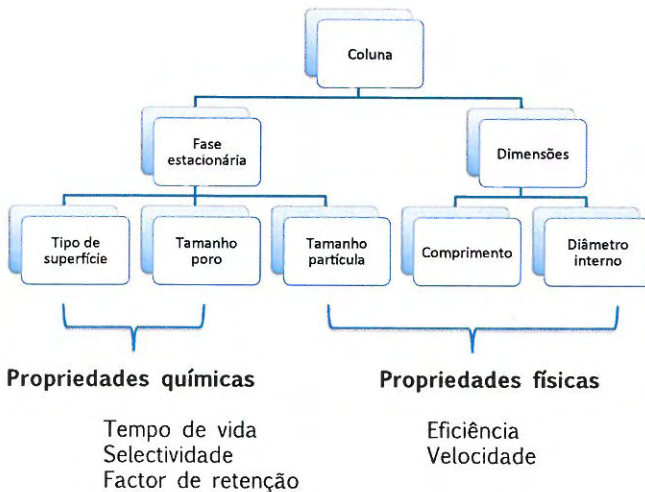 Coluna
Fase
estacionária
Dimensões
Tipo de
superfície
Tamanho
poro
Tamanho
partícula
Comprimento
Diâmetro
interno
Propriedades químicas
Propriedades físicas
Tempo de vida
Selectividade
Factor de retenção
Eficiência
Velocidade